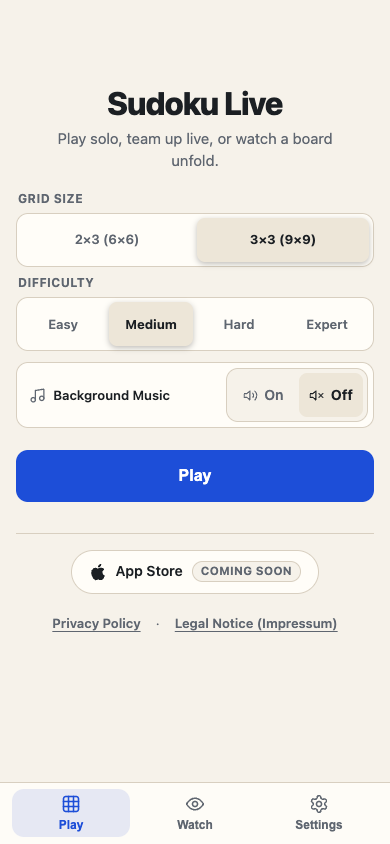 Sudoku Live
Play solo, team up live, or watch a board
unfold.
GRID SIZE
2×3 (6×6)
3×3 (9×9)
DIFFICULTY
Easy
Medium
Hard
Expert
Background Music
On
Off
Play
App Store
COMING SOON
Privacy Policy
·
Legal Notice (Impressum)
Play
Watch
Settings